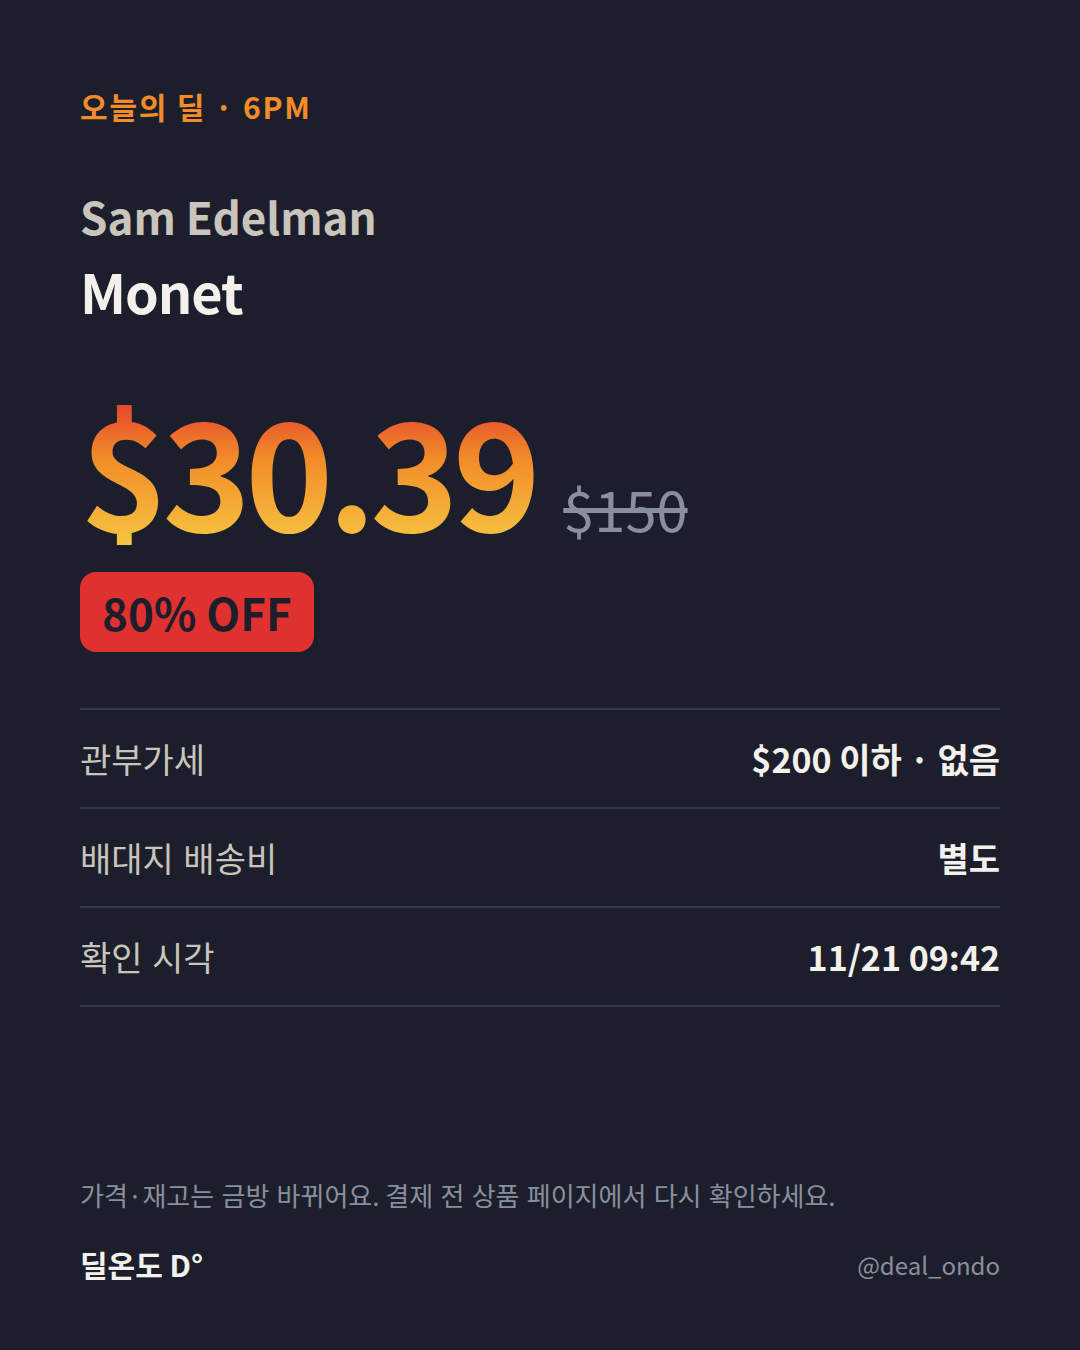 오늘의 딜 · 6PM
Sam Edelman
Monet
$30.39 $150
80% OFF
관부가세 $200 이하 · 없음
배대지 배송비 별도
확인 시각 11/21 09:42
가격·재고는 금방 바뀌어요. 결제 전 상품 페이지에서 다시 확인하세요.
딜온도 D° @deal_ondo